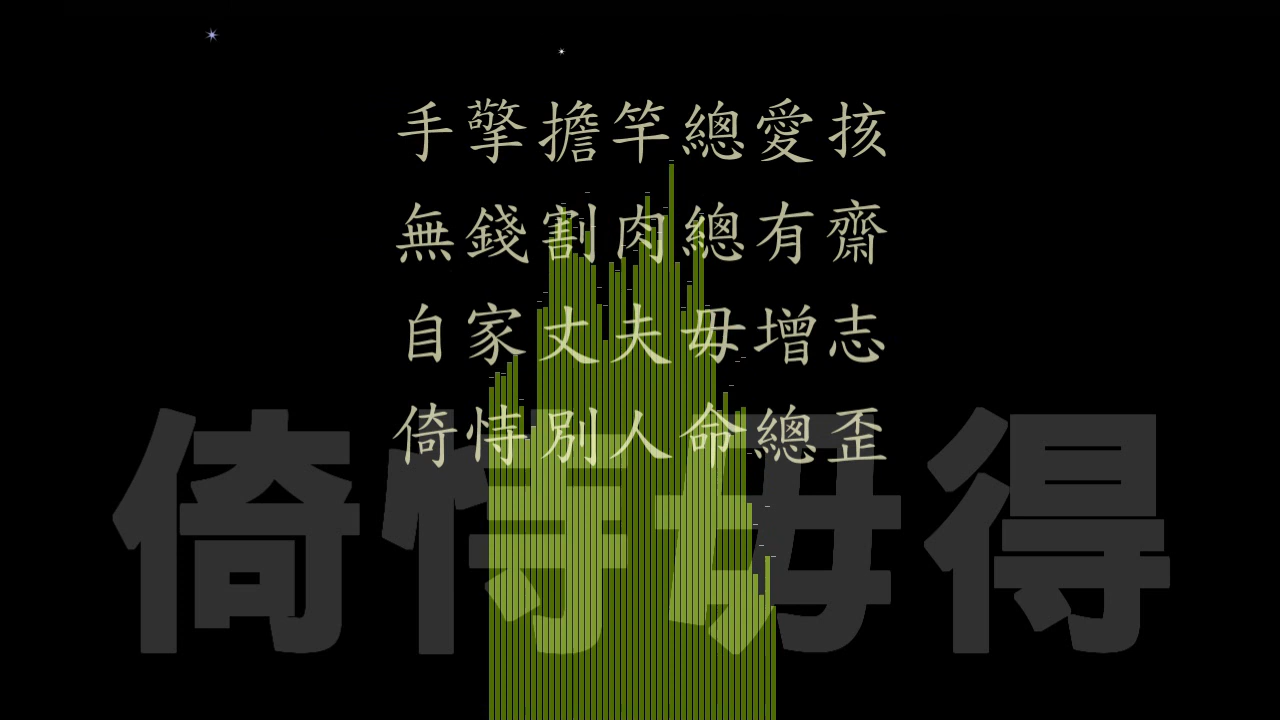 手擎擔竿總愛㧡
無錢割肉總有齋
自家丈夫毋增志
倚恃別人命總歪
倚恃毋得